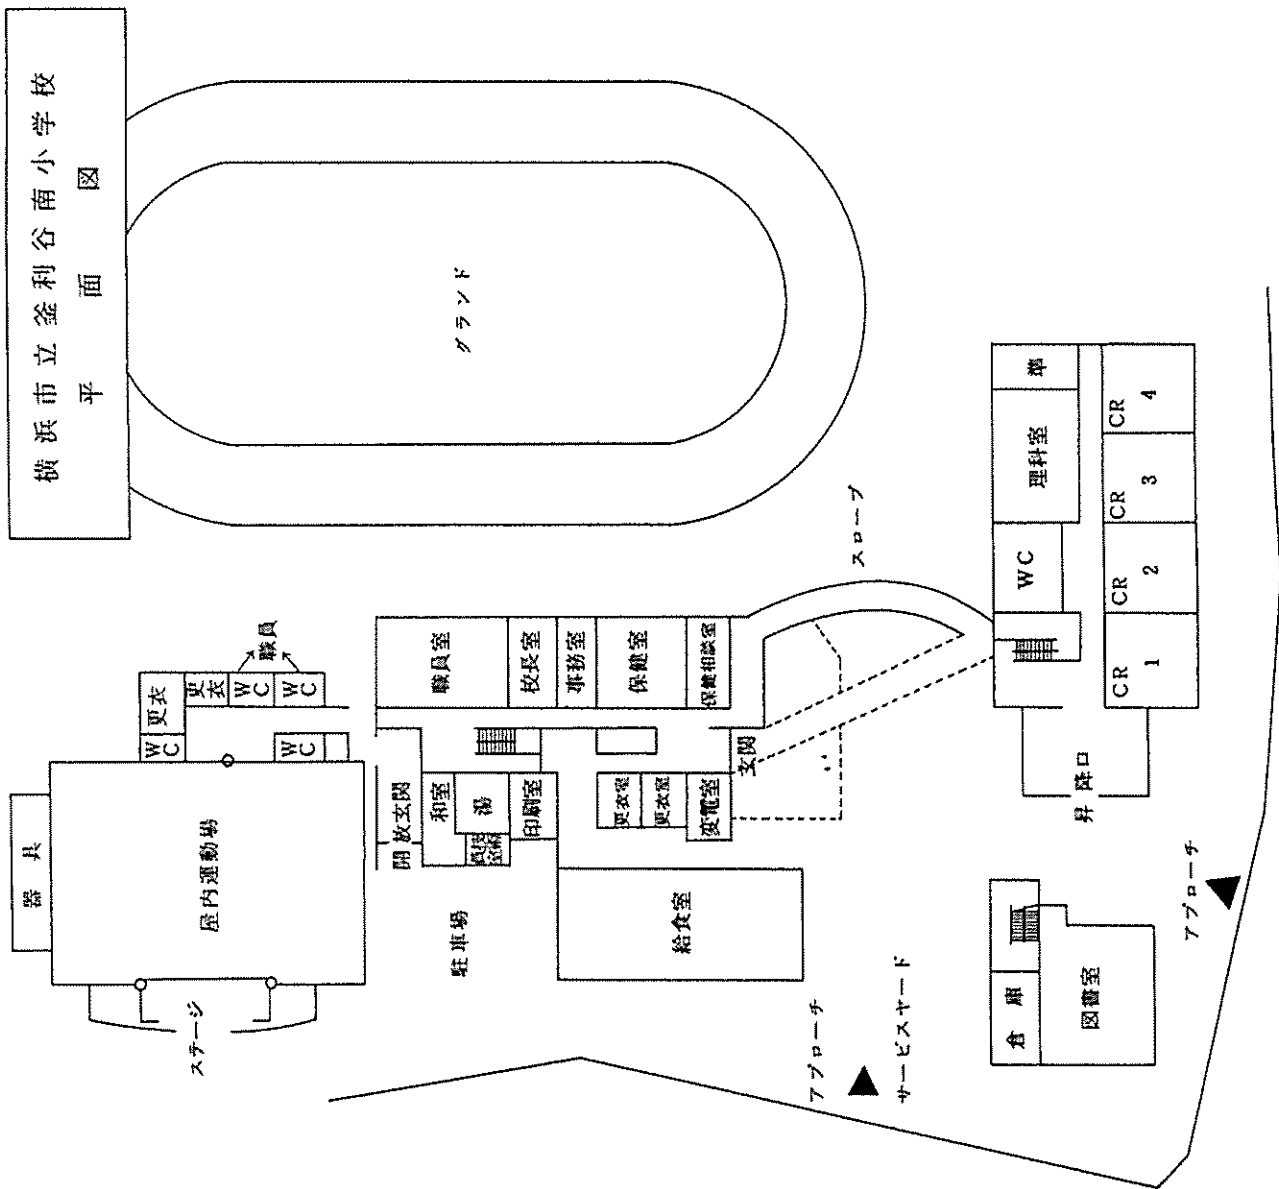 横浜市立釜利谷南小学校
平面図
グランド
器具
屋内運動場
ステージ
WC
更衣
更衣
WC
WC
職員
WC
開放玄関
職員室
校長室
事務室
保健室
保健相談室
和室
湯
印刷室
更衣室
更衣室
変電室
玄関
駐車場
給食室
スロープ
アプローチ
サービスヤード
理科室
準
WC
CR 1
CR 2
CR 3
CR 4
昇降口
倉庫
図書室
アプローチ